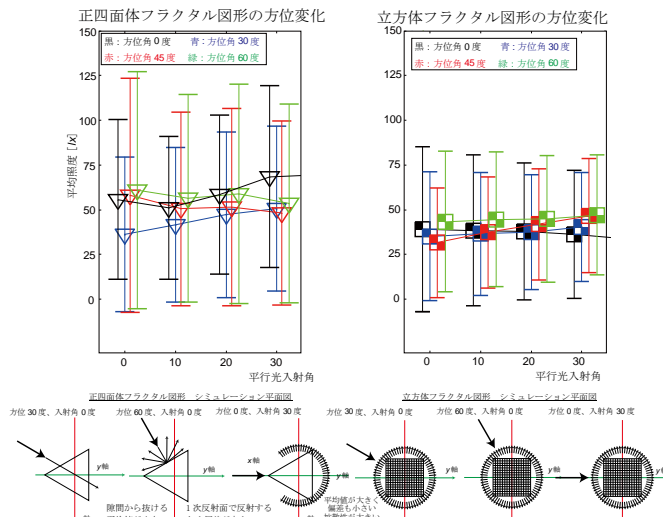 正四面体フラクタル図形の方位変化
150
黒：方位角 0 度
青：方位角 30 度
赤：方位角 45 度
緑：方位角 60 度
125
100
75
50
25
0
平均照度 [lx]
0
10
20
30
平行光入射角
立方体フラクタル図形の方位変化
150
黒：方位角 0 度
青：方位角 30 度
赤：方位角 45 度
緑：方位角 60 度
125
100
75
50
25
0
0
10
20
30
平行光入射角
正四面体フラクタル図形　シミュレーション平面図
方位 30 度、入射角 0 度
方位 60 度、入射角 0 度
方位 0 度、入射角 30 度
y 軸
y 軸
x 軸
y 軸
隙間から抜ける
1 次反射面で反射する
立方体フラクタル図形　シミュレーション平面図
方位 30 度、入射角 0 度
方位 60 度、入射角 0 度
方位 0 度、入射角 30 度
平均値が大きく
偏差も小さい